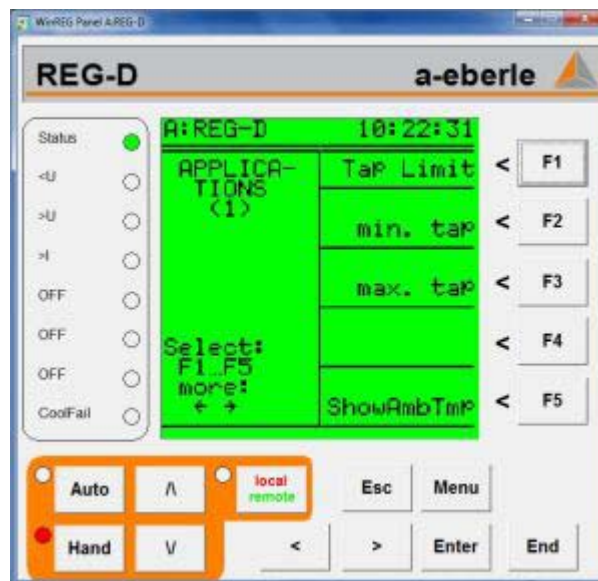 WinREG Panel A:REG-D
REG-D
a-eberle
Status
<U
>U
>I
OFF
OFF
OFF
CoolFail
A:REG-D 10:22:31
APPLICA-
TIONS
(1)
Select:
F1…F5
more:
← →
Tap Limit
min. tap
max. tap
ShowAmbTmp
< F1
< F2
< F3
< F4
< F5
Auto
/\
local
remote
Esc
Menu
Hand
\/
<
>
Enter
End